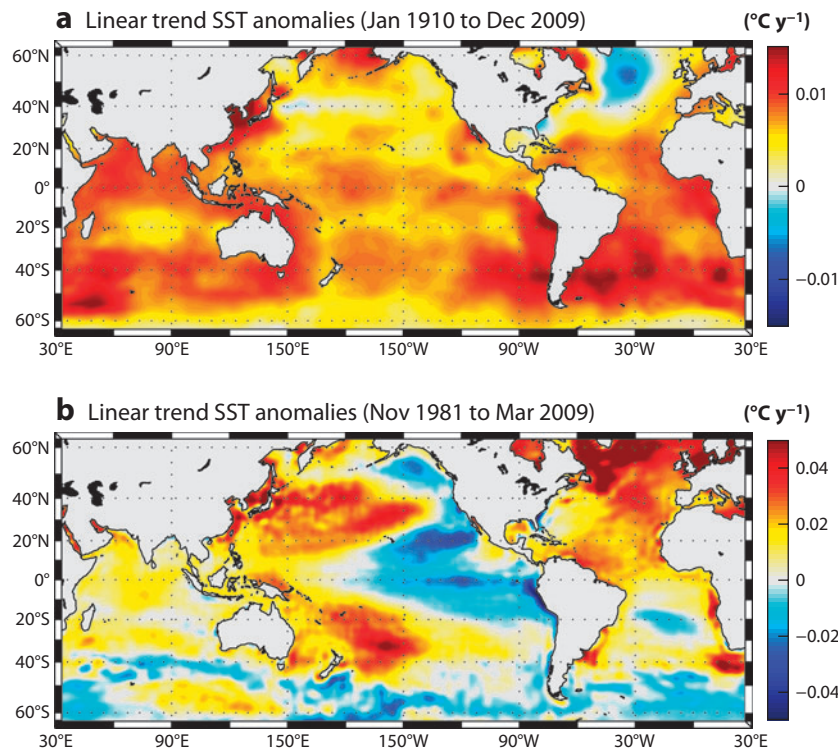 a Linear trend SST anomalies (Jan 1910 to Dec 2009) (°C y⁻¹)
60°N
40°N
20°N
0°
20°S
40°S
60°S
30°E 90°E 150°E 150°W 90°W 30°W 30°E
0.01
0
−0.01
b Linear trend SST anomalies (Nov 1981 to Mar 2009) (°C y⁻¹)
60°N
40°N
20°N
0°
20°S
40°S
60°S
30°E 90°E 150°E 150°W 90°W 30°W 30°E
0.04
0.02
0
−0.02
−0.04